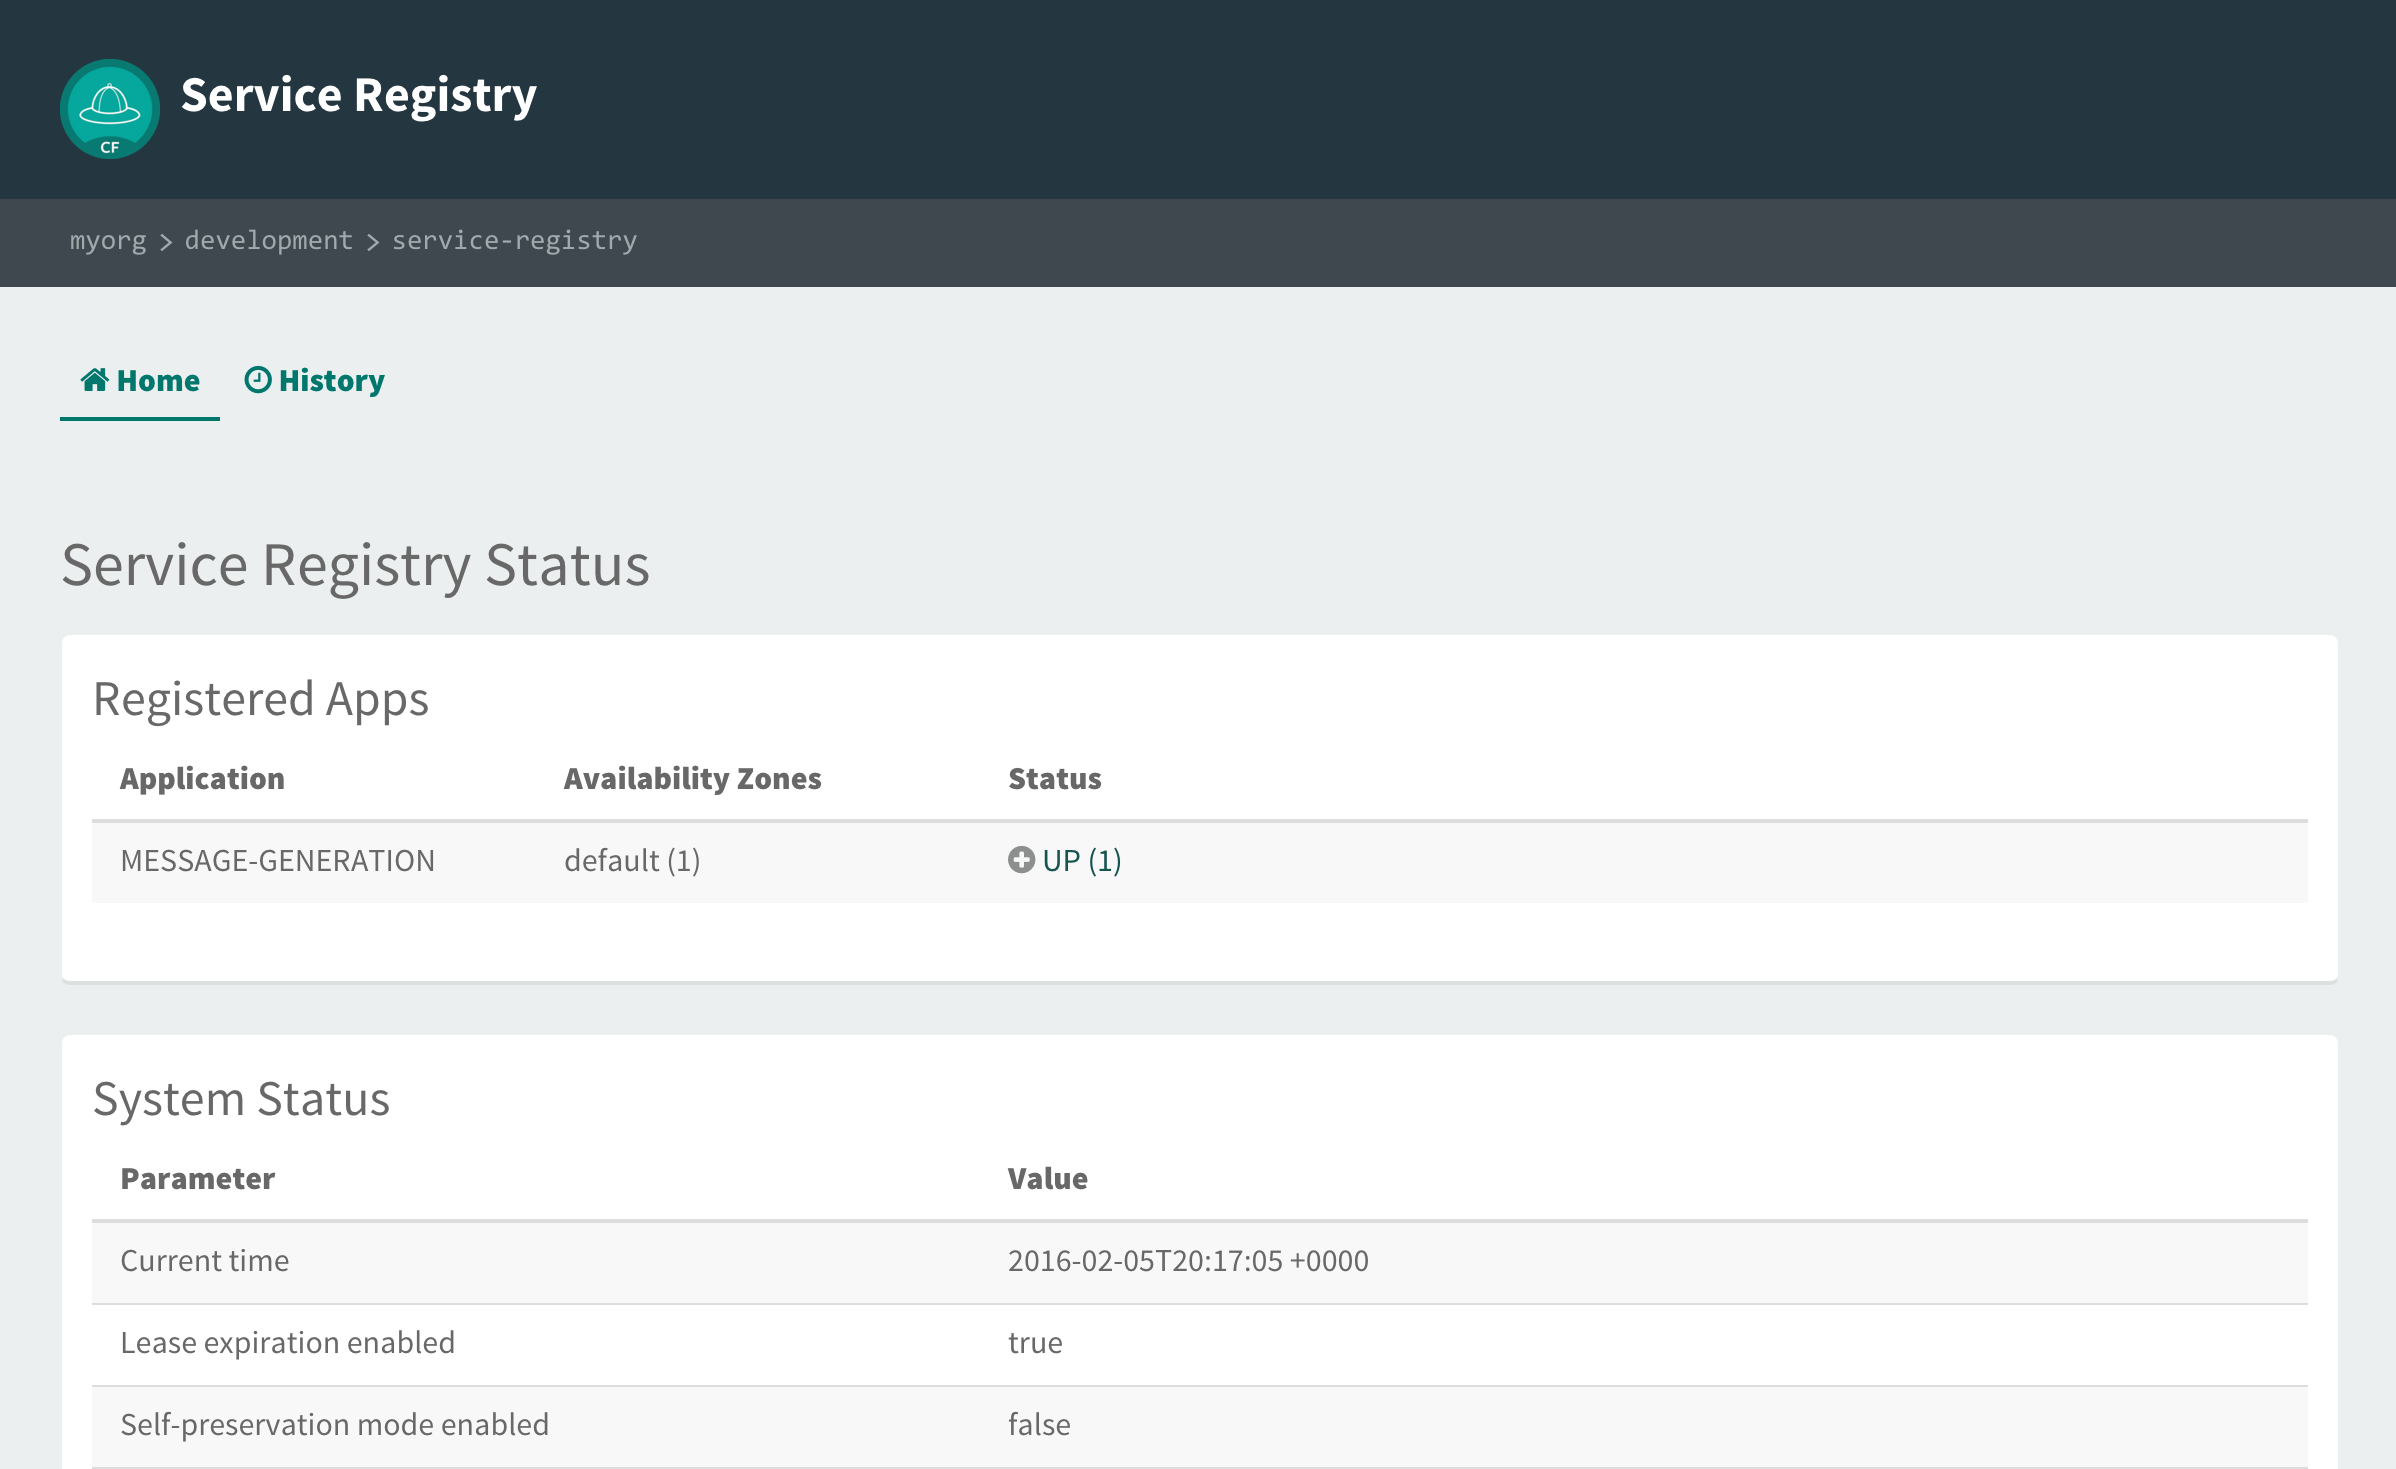 Service Registry
CF
myorg > development > service-registry
Home History
Service Registry Status
Registered Apps
Application Availability Zones Status
MESSAGE-GENERATION default (1) UP (1)
System Status
Parameter Value
Current time 2016-02-05T20:17:05 +0000
Lease expiration enabled true
Self-preservation mode enabled false